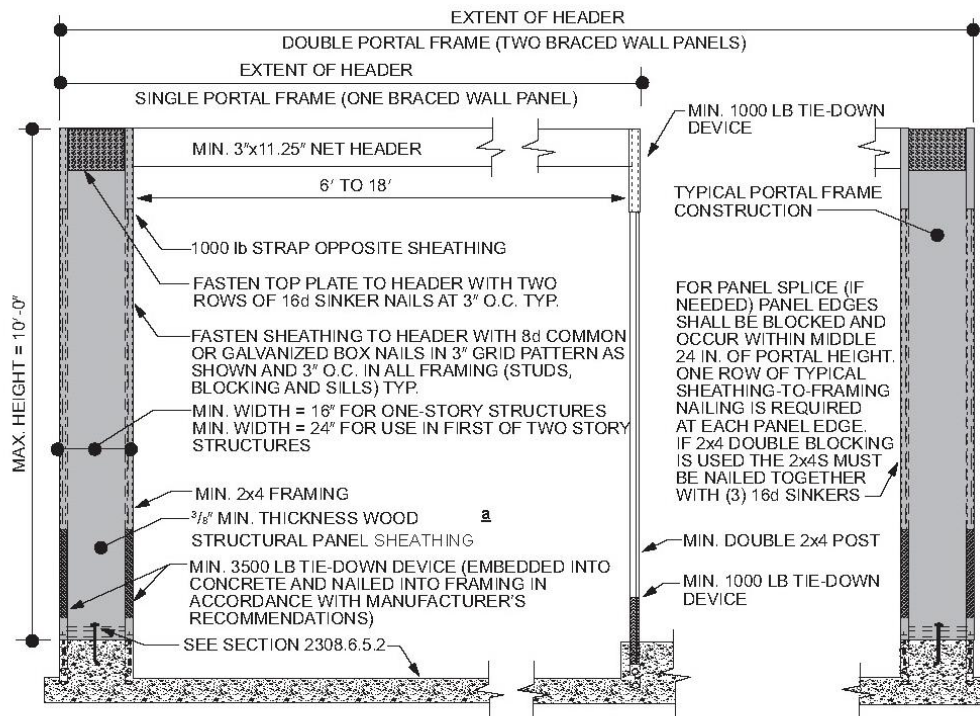 EXTENT OF HEADER
DOUBLE PORTAL FRAME (TWO BRACED WALL PANELS)
EXTENT OF HEADER
SINGLE PORTAL FRAME (ONE BRACED WALL PANEL)
MIN. 1000 LB TIE-DOWN
DEVICE
MIN. 3"x11.25" NET HEADER
6' TO 18'
TYPICAL PORTAL FRAME
CONSTRUCTION
1000 lb STRAP OPPOSITE SHEATHING
FASTEN TOP PLATE TO HEADER WITH TWO
ROWS OF 16d SINKER NAILS AT 3" O.C. TYP.
FASTEN SHEATHING TO HEADER WITH 8d COMMON
OR GALVANIZED BOX NAILS IN 3" GRID PATTERN AS
SHOWN AND 3" O.C. IN ALL FRAMING (STUDS,
BLOCKING AND SILLS) TYP.
FOR PANEL SPLICE (IF
NEEDED) PANEL EDGES
SHALL BE BLOCKED AND
OCCUR WITHIN MIDDLE
24 IN. OF PORTAL HEIGHT.
ONE ROW OF TYPICAL
SHEATHING-TO-FRAMING
NAILING IS REQUIRED
AT EACH PANEL EDGE.
IF 2x4 DOUBLE BLOCKING
IS USED THE 2x4S MUST
BE NAILED TOGETHER
WITH (3) 16d SINKERS
MAX. HEIGHT = 10'-0"
MIN. WIDTH = 16" FOR ONE-STORY STRUCTURES
MIN. WIDTH = 24" FOR USE IN FIRST OF TWO STORY
STRUCTURES
MIN. 2x4 FRAMING
3/8" MIN. THICKNESS WOOD a
STRUCTURAL PANEL SHEATHING
MIN. DOUBLE 2x4 POST
MIN. 3500 LB TIE-DOWN DEVICE (EMBEDDED INTO
CONCRETE AND NAILED INTO FRAMING IN
ACCORDANCE WITH MANUFACTURER'S
RECOMMENDATIONS)
MIN. 1000 LB TIE-DOWN
DEVICE
SEE SECTION 2308.6.5.2